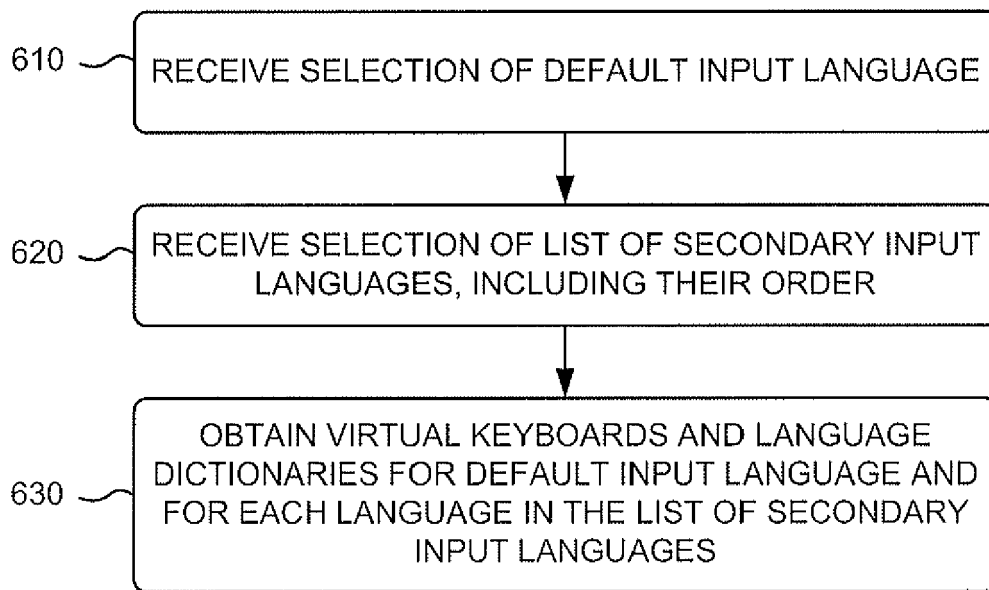 610 RECEIVE SELECTION OF DEFAULT INPUT LANGUAGE
620 RECEIVE SELECTION OF LIST OF SECONDARY INPUT
LANGUAGES, INCLUDING THEIR ORDER
OBTAIN VIRTUAL KEYBOARDS AND LANGUAGE
DICTIONARIES FOR DEFAULT INPUT LANGUAGE AND
630 FOR EACH LANGUAGE IN THE LIST OF SECONDARY
INPUT LANGUAGES